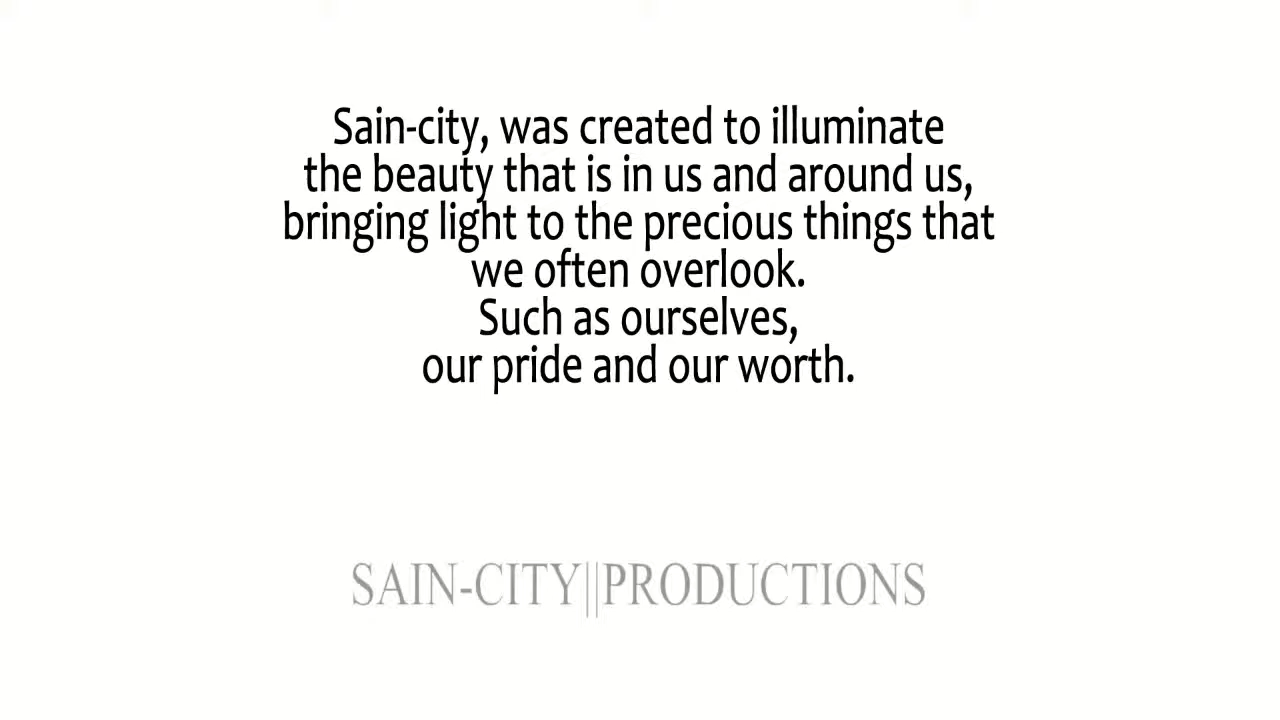 Sain-city, was created to illuminate
the beauty that is in us and around us,
bringing light to the precious things that
we often overlook.
Such as ourselves,
our pride and our worth.
SAIN-CITY||PRODUCTIONS